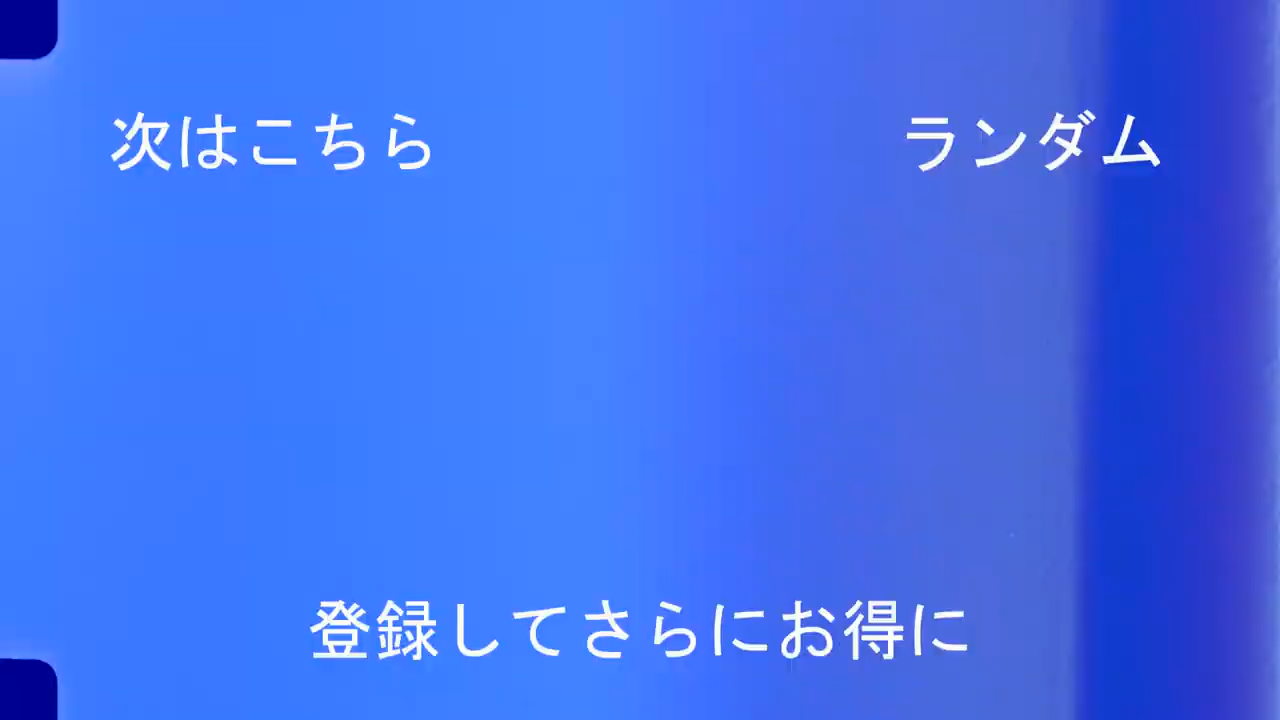 次はこちら
ランダム
登録してさらにお得に